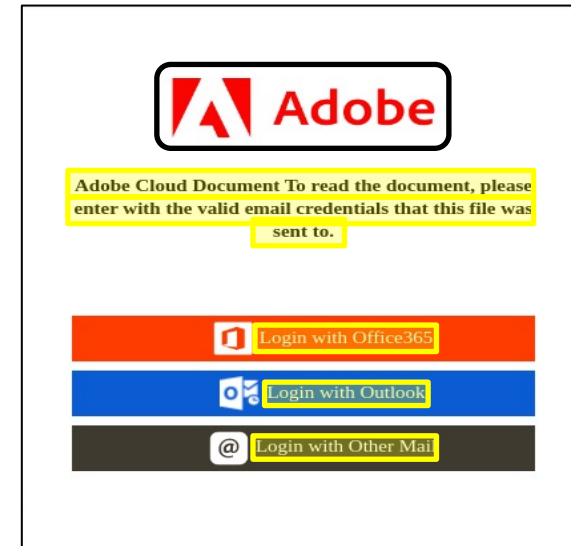 Adobe
Adobe Cloud Document To read the document, please
enter with the valid email credentials that this file was
sent to.
Login with Office365
Login with Outlook
@ Login with Other Mail